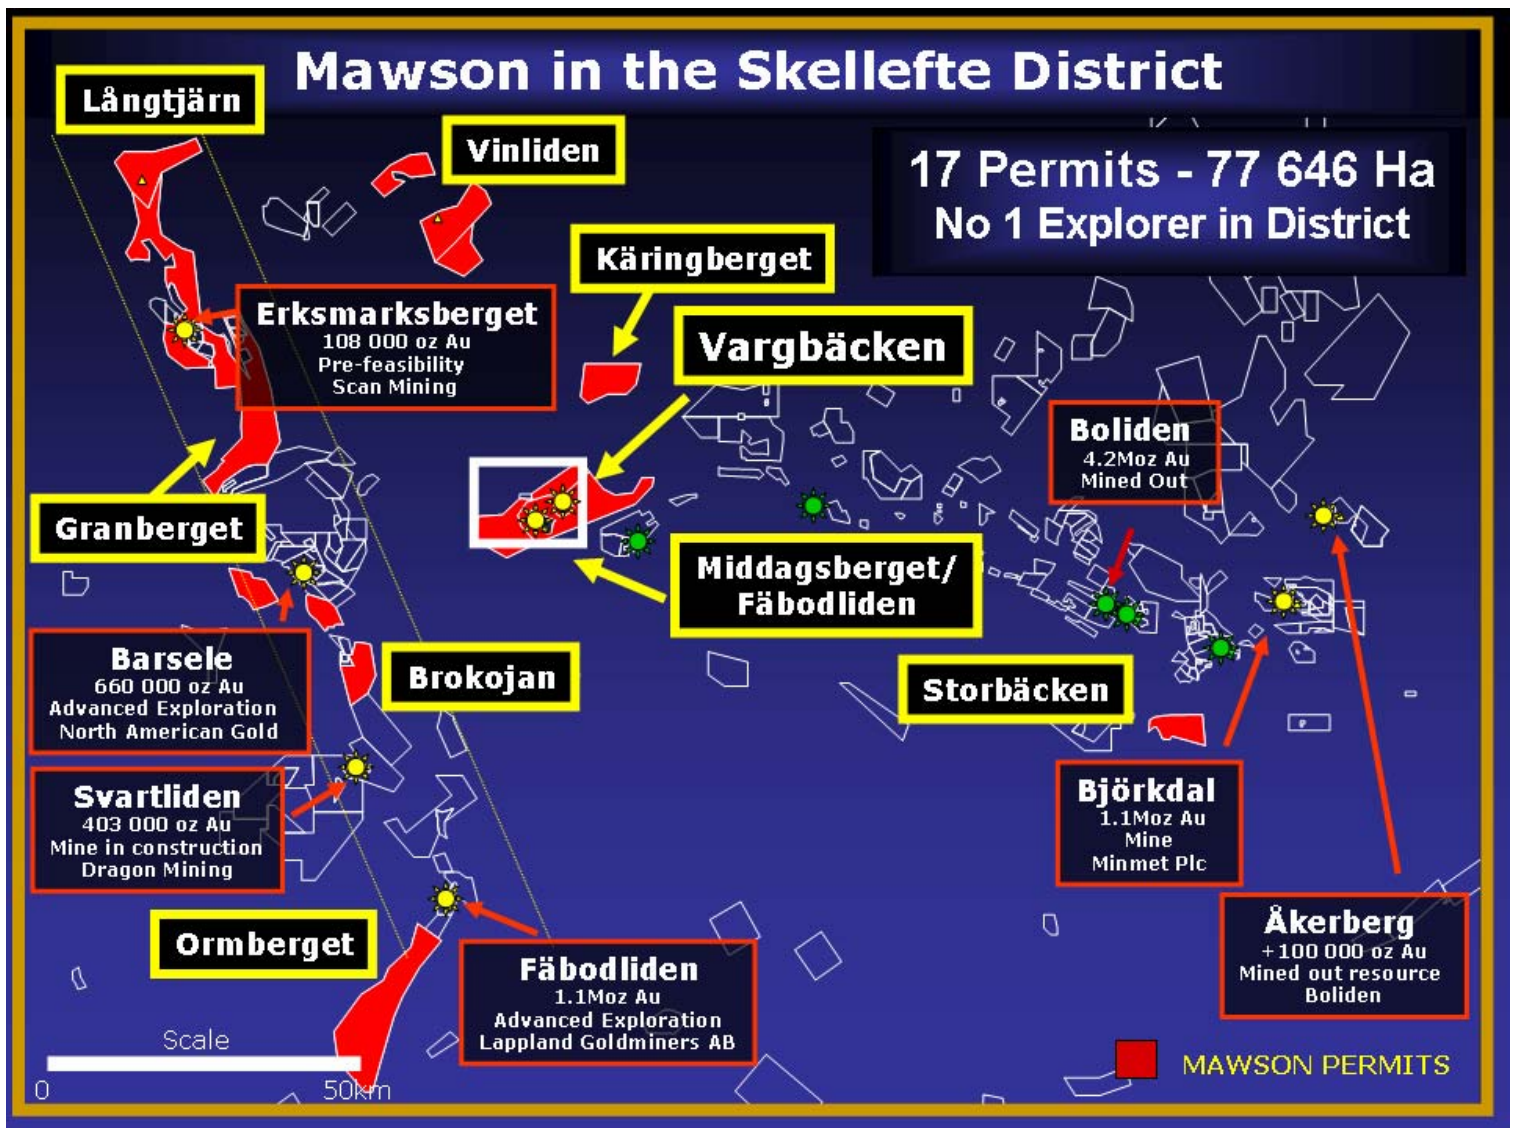 Mawson in the Skellefte District
Långtjärn
Vinliden
17 Permits - 77 646 Ha
No 1 Explorer in District
Käringberget
Erksmarksberget
108 000 oz Au
Pre-feasibility
Scan Mining
Vargbäcken
Boliden
4.2Moz Au
Mined Out
Granberget
Middagsberget/
Fäbodliden
Barsele
660 000 oz Au
Advanced Exploration
North American Gold
Brokojan
Storbäcken
Svartliden
403 000 oz Au
Mine in construction
Dragon Mining
Björkdal
1.1Moz Au
Mine
Minmet Plc
Ormberget
Fäbodliden
1.1Moz Au
Advanced Exploration
Lappland Goldminers AB
Åkerberg
+100 000 oz Au
Mined out resource
Boliden
Scale
0
50km
MAWSON PERMITS